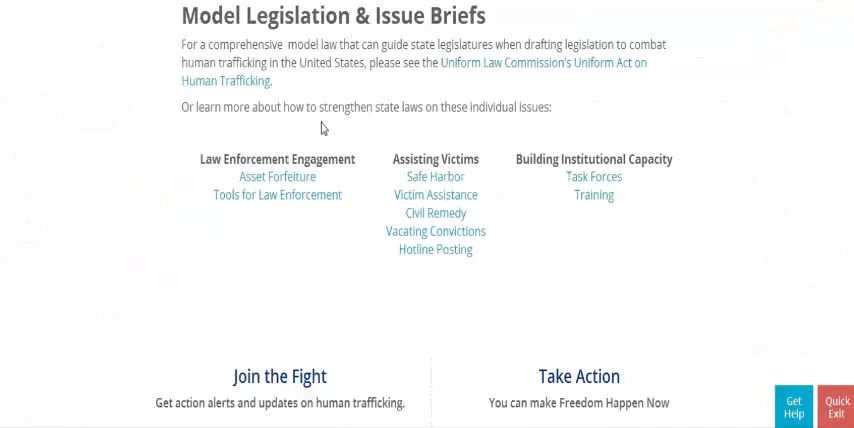 Model Legislation & Issue Briefs
For a comprehensive model law that can guide state legislatures when drafting legislation to combat
human trafficking in the United States, please see the Uniform Law Commission's Uniform Act on
Human Trafficking.
Or learn more about how to strengthen state laws on these individual issues:
Law Enforcement Engagement
Asset Forfeiture
Tools for Law Enforcement
Assisting Victims
Safe Harbor
Victim Assistance
Civil Remedy
Vacating Convictions
Hotline Posting
Building Institutional Capacity
Task Forces
Training
Join the Fight
Get action alerts and updates on human trafficking.
Take Action
You can make Freedom Happen Now
Get
Help
Quick
Exit